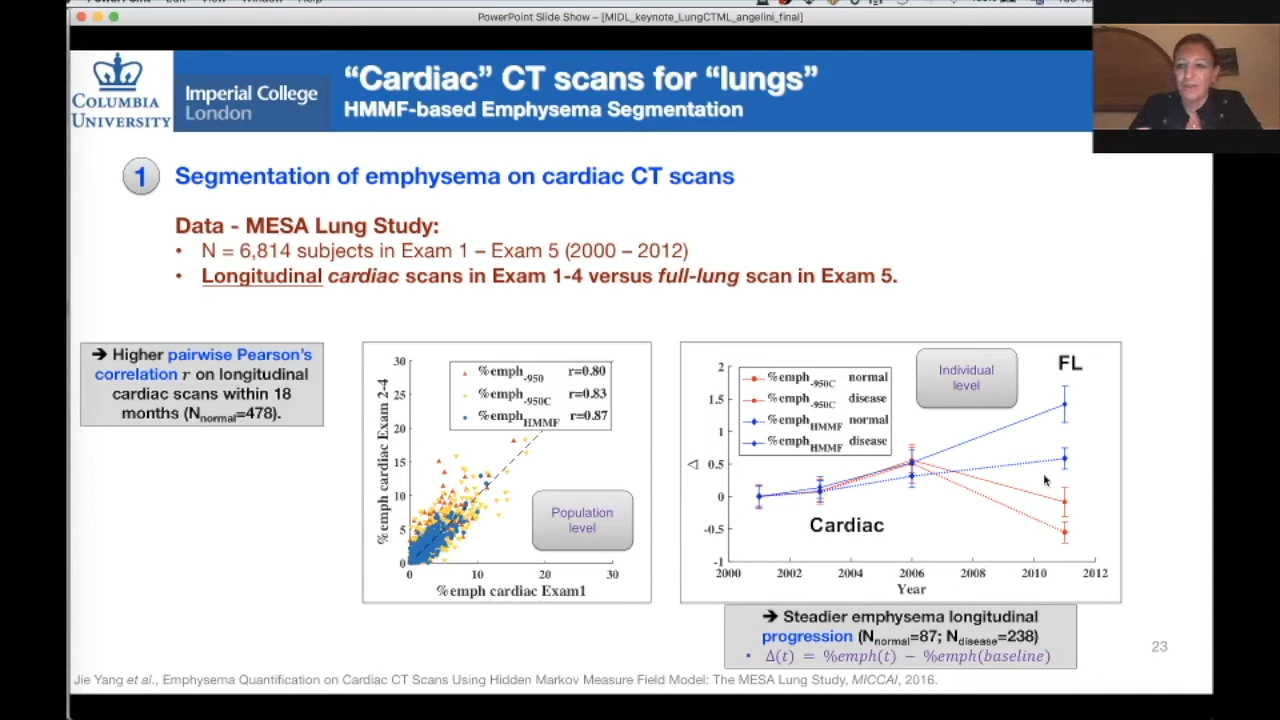 PowerPoint Slide Show – [MIDL_keynote_LungCTML_angelini_final]
COLUMBIA
UNIVERSITY
Imperial College
London
“Cardiac” CT scans for “lungs”
HMMF-based Emphysema Segmentation
1 Segmentation of emphysema on cardiac CT scans
Data - MESA Lung Study:
• N = 6,814 subjects in Exam 1 – Exam 5 (2000 – 2012)
• Longitudinal cardiac scans in Exam 1-4 versus full-lung scan in Exam 5.
➔ Higher pairwise Pearson’s
correlation r on longitudinal
cardiac scans within 18
months (Nnormal=478).
%emph cardiac Exam 2-4
30
25
20
15
10
5
0
0 10 20 30
%emph cardiac Exam1
%emph-950 r=0.80
%emph-950C r=0.83
%emphHMMF r=0.87
Population
level
Δ
2
1.5
1
0.5
0
-0.5
-1
2000 2002 2004 2006 2008 2010 2012
Year
%emph-950C normal
%emph-950C disease
%emphHMMF normal
%emphHMMF disease
Individual
level
FL
Cardiac
➔ Steadier emphysema longitudinal
progression (Nnormal=87; Ndisease=238)
• Δ(t) = %emph(t) − %emph(baseline)
23
Jie Yang et al., Emphysema Quantification on Cardiac CT Scans Using Hidden Markov Measure Field Model: The MESA Lung Study, MICCAI, 2016.